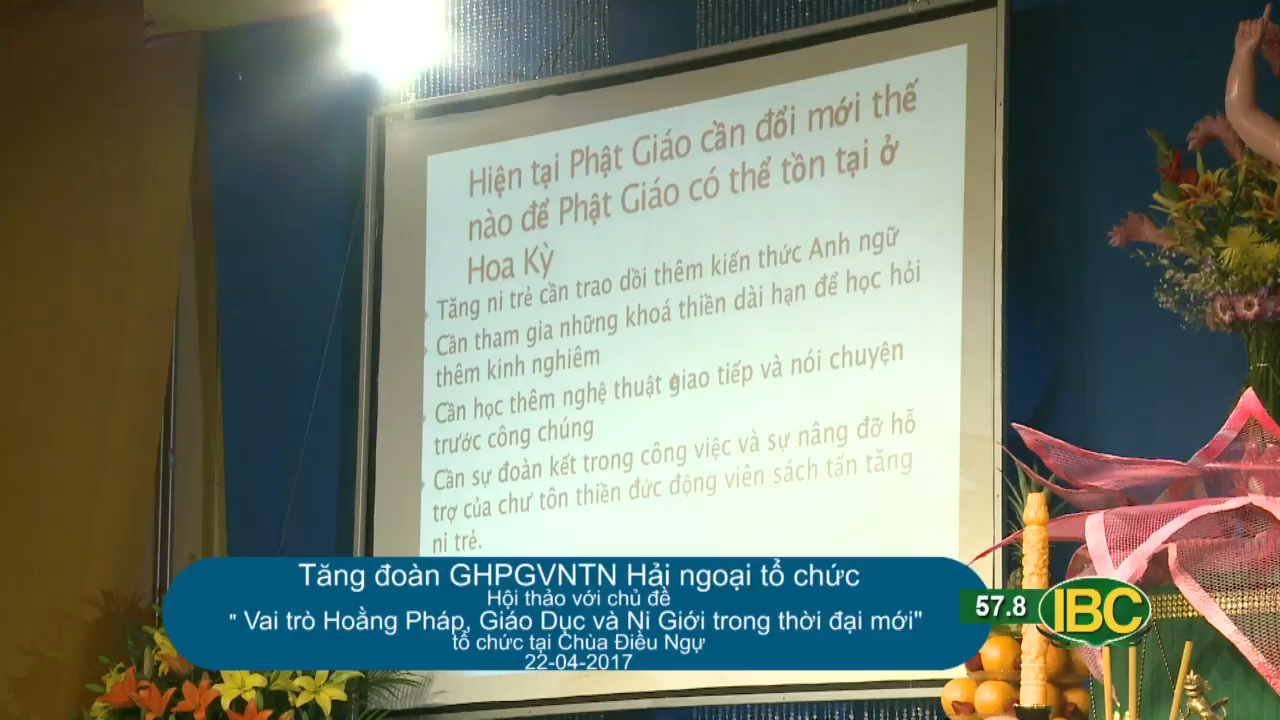 Hiện tại Phật Giáo cần đổi mới thế
nào để Phật Giáo có thể tồn tại ở
Hoa Kỳ
Tăng ni trẻ cần trao dồi thêm kiến thức Anh ngữ
Cần tham gia những khoá thiền dài hạn để học hỏi
thêm kinh nghiêm
Cần học thêm nghệ thuật giao tiếp và nói chuyện
trước công chúng
Cần sự đoàn kết trong công việc và sự nâng đỡ hỗ
trợ của chư tôn thiền đức động viên sách tấn tăng
ni trẻ.
Tăng đoàn GHPGVNTN Hải ngoại tổ chức
Hội thảo với chủ đề
" Vai trò Hoằng Pháp, Giáo Dục và Ni Giới trong thời đại mới"
tổ chức tại Chùa Điều Ngự
22-04-2017
57.8 IBC